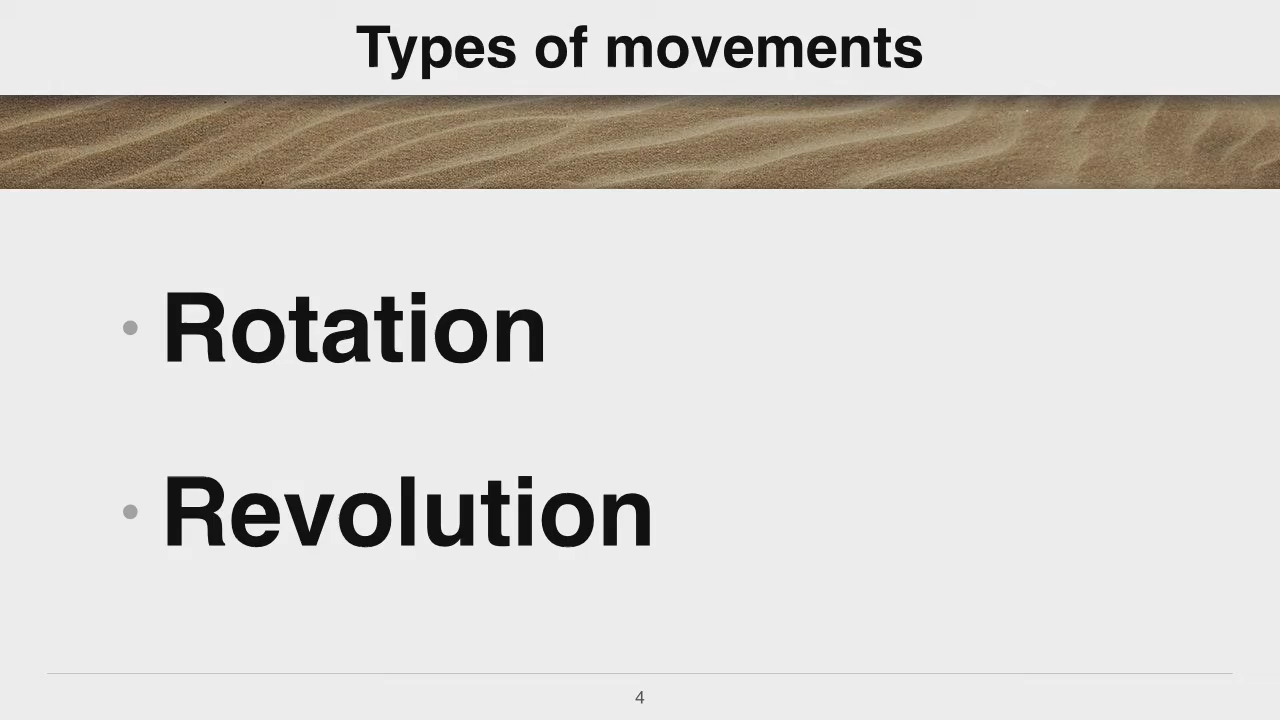 Types of movements
• Rotation
• Revolution
4